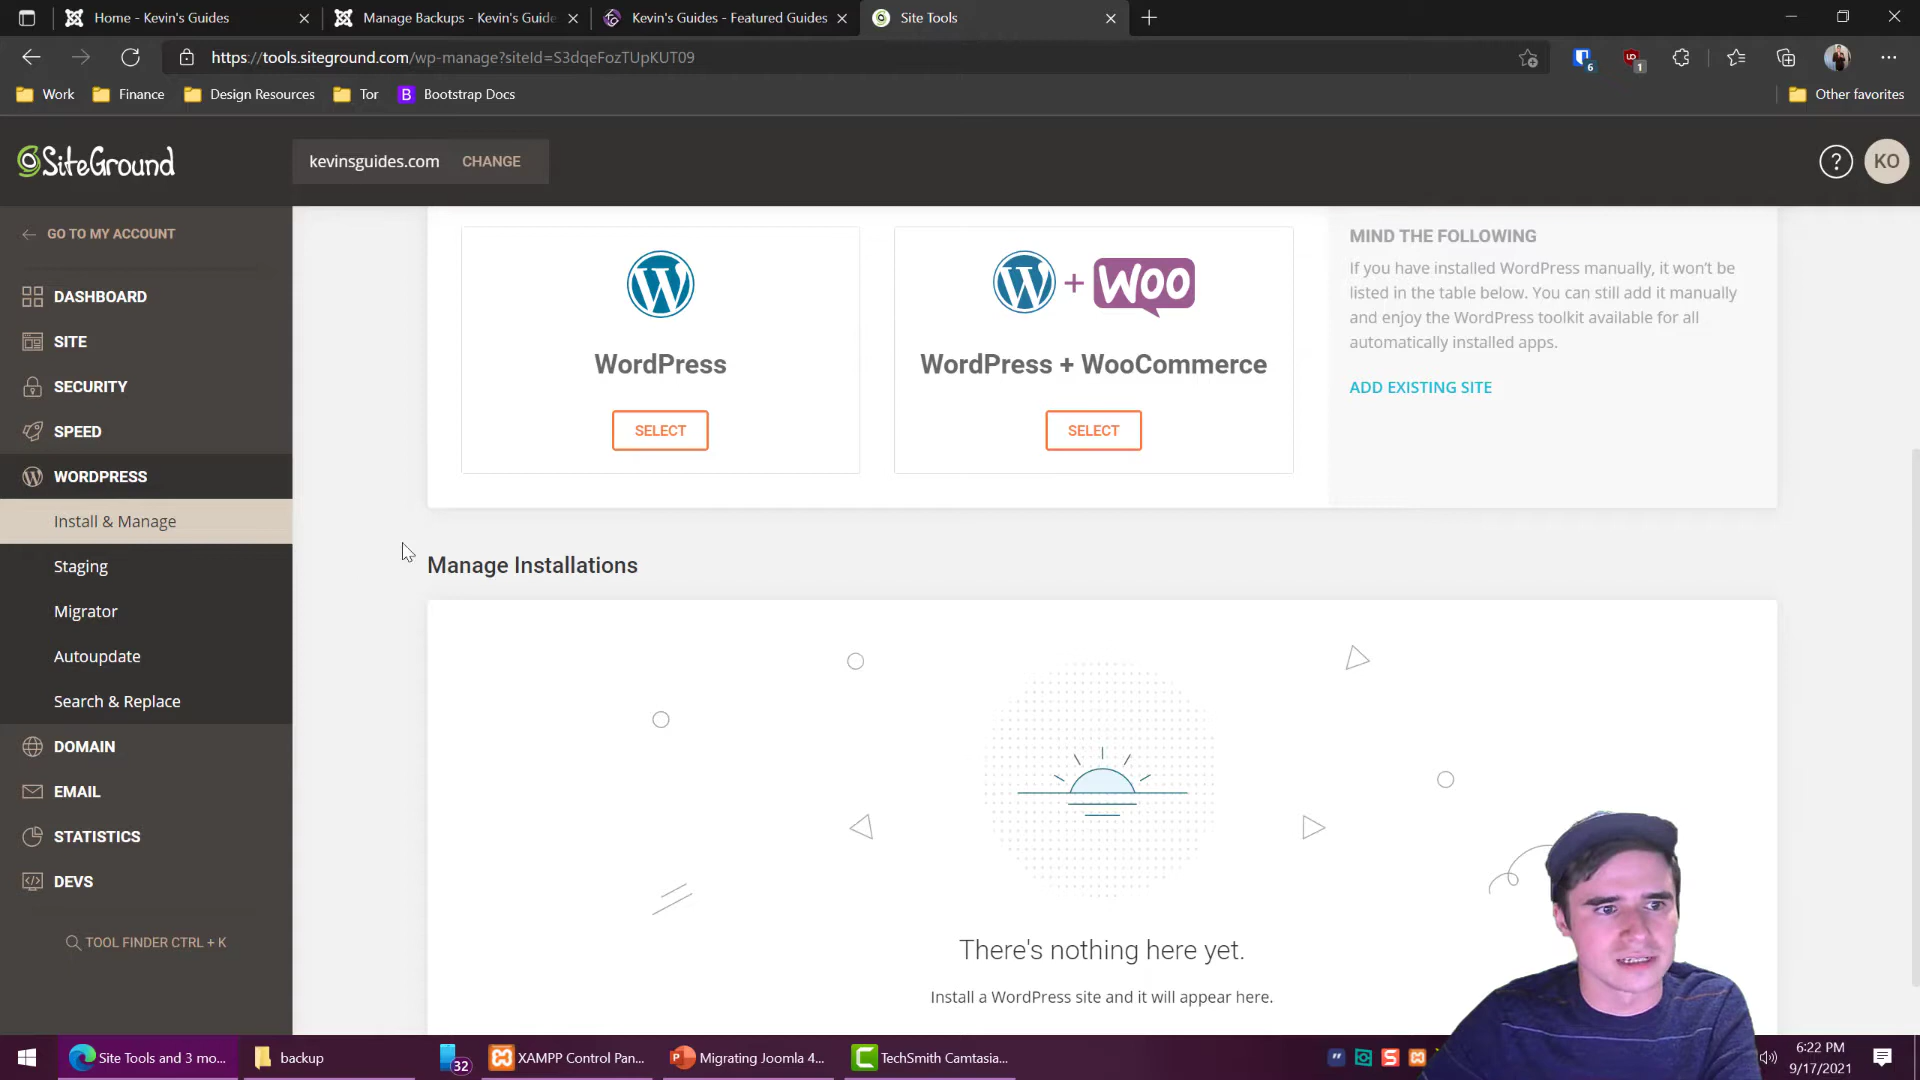 Home - Kevin's Guides
Manage Backups - Kevin's Guide
Kevin's Guides - Featured Guides
Site Tools
https://tools.siteground.com/wp-manage?siteId=S3dqeFozTUpKUT09
6
1
Work
Finance
Design Resources
Tor
B
Bootstrap Docs
Other favorites
SiteGround
kevinsguides.com
CHANGE
?
KO
GO TO MY ACCOUNT
DASHBOARD
SITE
SECURITY
SPEED
WORDPRESS
Install & Manage
Staging
Migrator
Autoupdate
Search & Replace
DOMAIN
EMAIL
STATISTICS
DEVS
TOOL FINDER CTRL + K
WordPress
SELECT
+ WOO
WordPress + WooCommerce
SELECT
MIND THE FOLLOWING
If you have installed WordPress manually, it won't be
listed in the table below. You can still add it manually
and enjoy the WordPress toolkit available for all
automatically installed apps.
ADD EXISTING SITE
Manage Installations
There's nothing here yet.
Install a WordPress site and it will appear here.
Site Tools and 3 mo...
backup
32
XAMPP Control Pan...
Migrating Joomla 4...
TechSmith Camtasia...
6:22 PM
9/17/2021